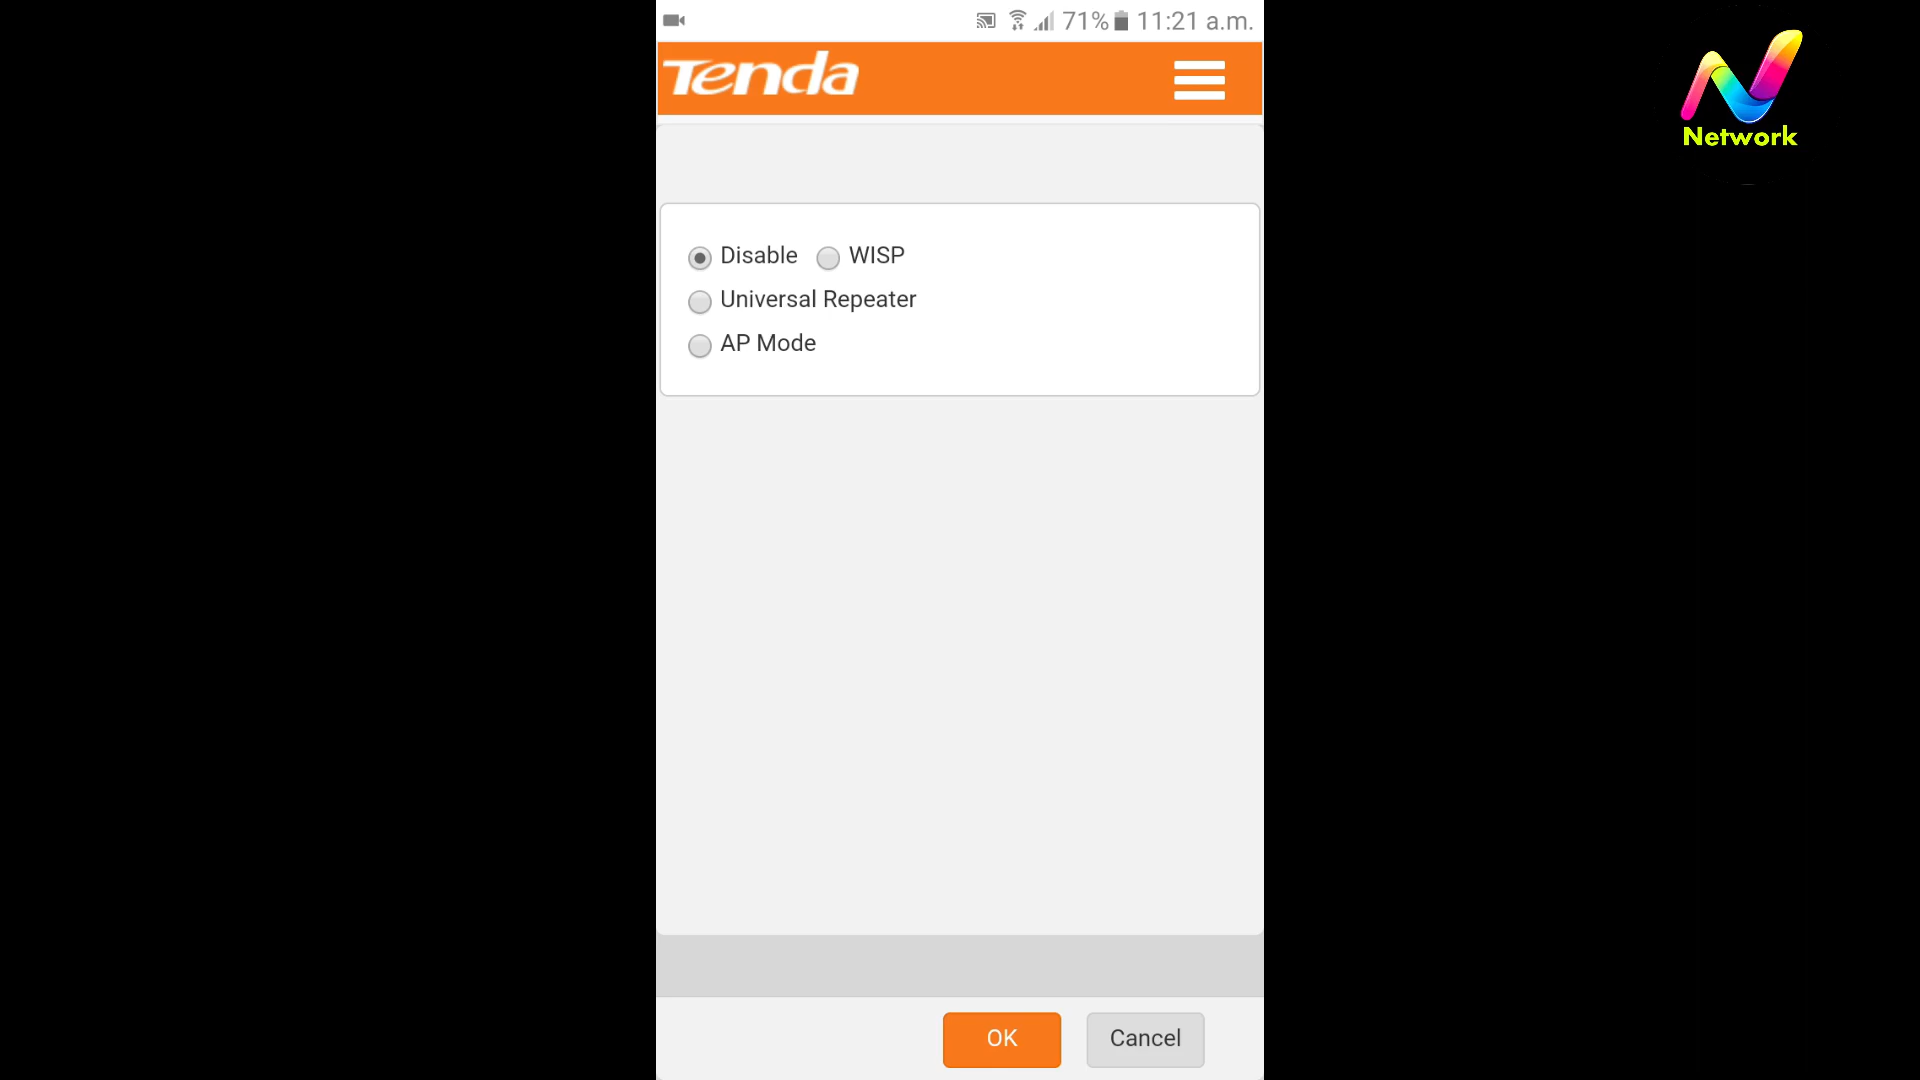 71% 11:21 a.m.
Tenda
Network
Disable WISP
Universal Repeater
AP Mode
OK Cancel